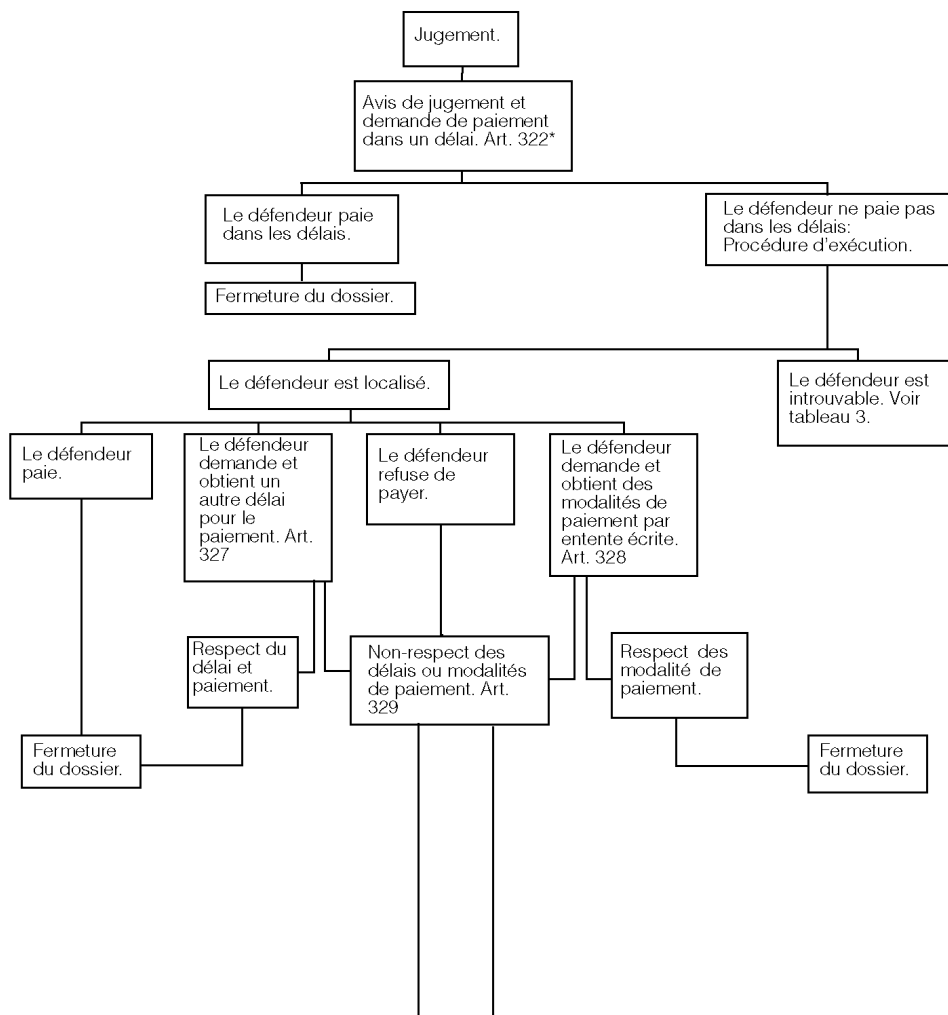 Jugement.
Avis de jugement et
demande de paiement
dans un délai. Art. 322*
Le défendeur paie
dans les délais.
Le défendeur ne paie pas
dans les délais:
Procédure d'exécution.
Fermeture du dossier.
Le défendeur est localisé.
Le défendeur est
introuvable. Voir
tableau 3.
Le défendeur
paie.
Le défendeur
demande et
obtient un
autre délai
pour le
paiement. Art.
327
Le défendeur
refuse de
payer.
Le défendeur
demande et
obtient des
modalités de
paiement par
entente écrite.
Art. 328
Respect du
délai et
paiement.
Non-respect des
délais ou modalités
de paiement. Art.
329
Respect des
modalité de
paiement.
Fermeture
du dossier.
Fermeture
du dossier.